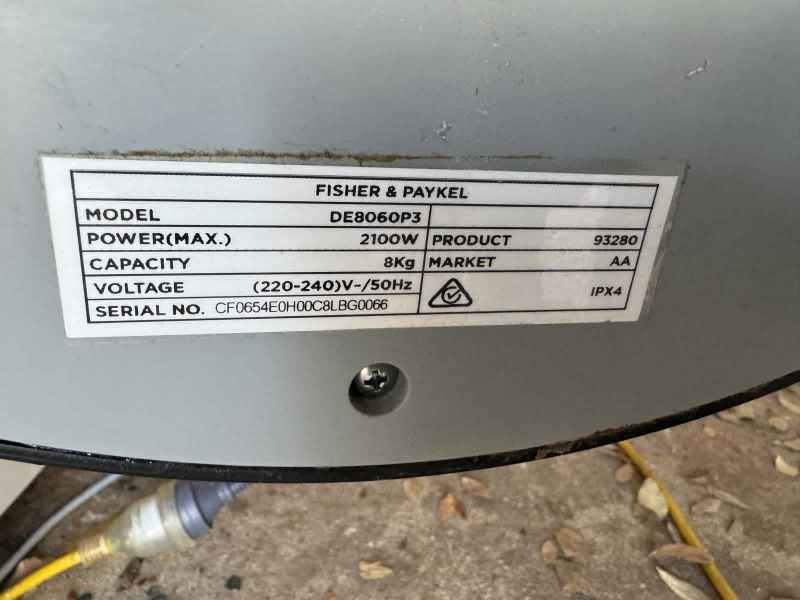 FISHER & PAYKEL
MODEL DE8060P3
POWER(MAX.) 2100W PRODUCT 93280
CAPACITY 8Kg MARKET AA
VOLTAGE (220-240)V~/50Hz IPX4
SERIAL NO. CF0654E0H00C8LBG0066